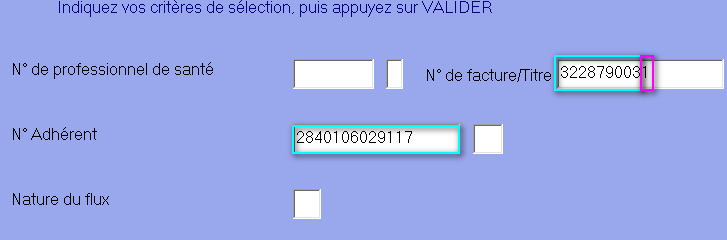 Indiquez vos critères de sélection, puis appuyez sur VALIDER
N° de professionnel de santé N° de facture/Titre 3228790031
N° Adhérent 2840106029117
Nature du flux